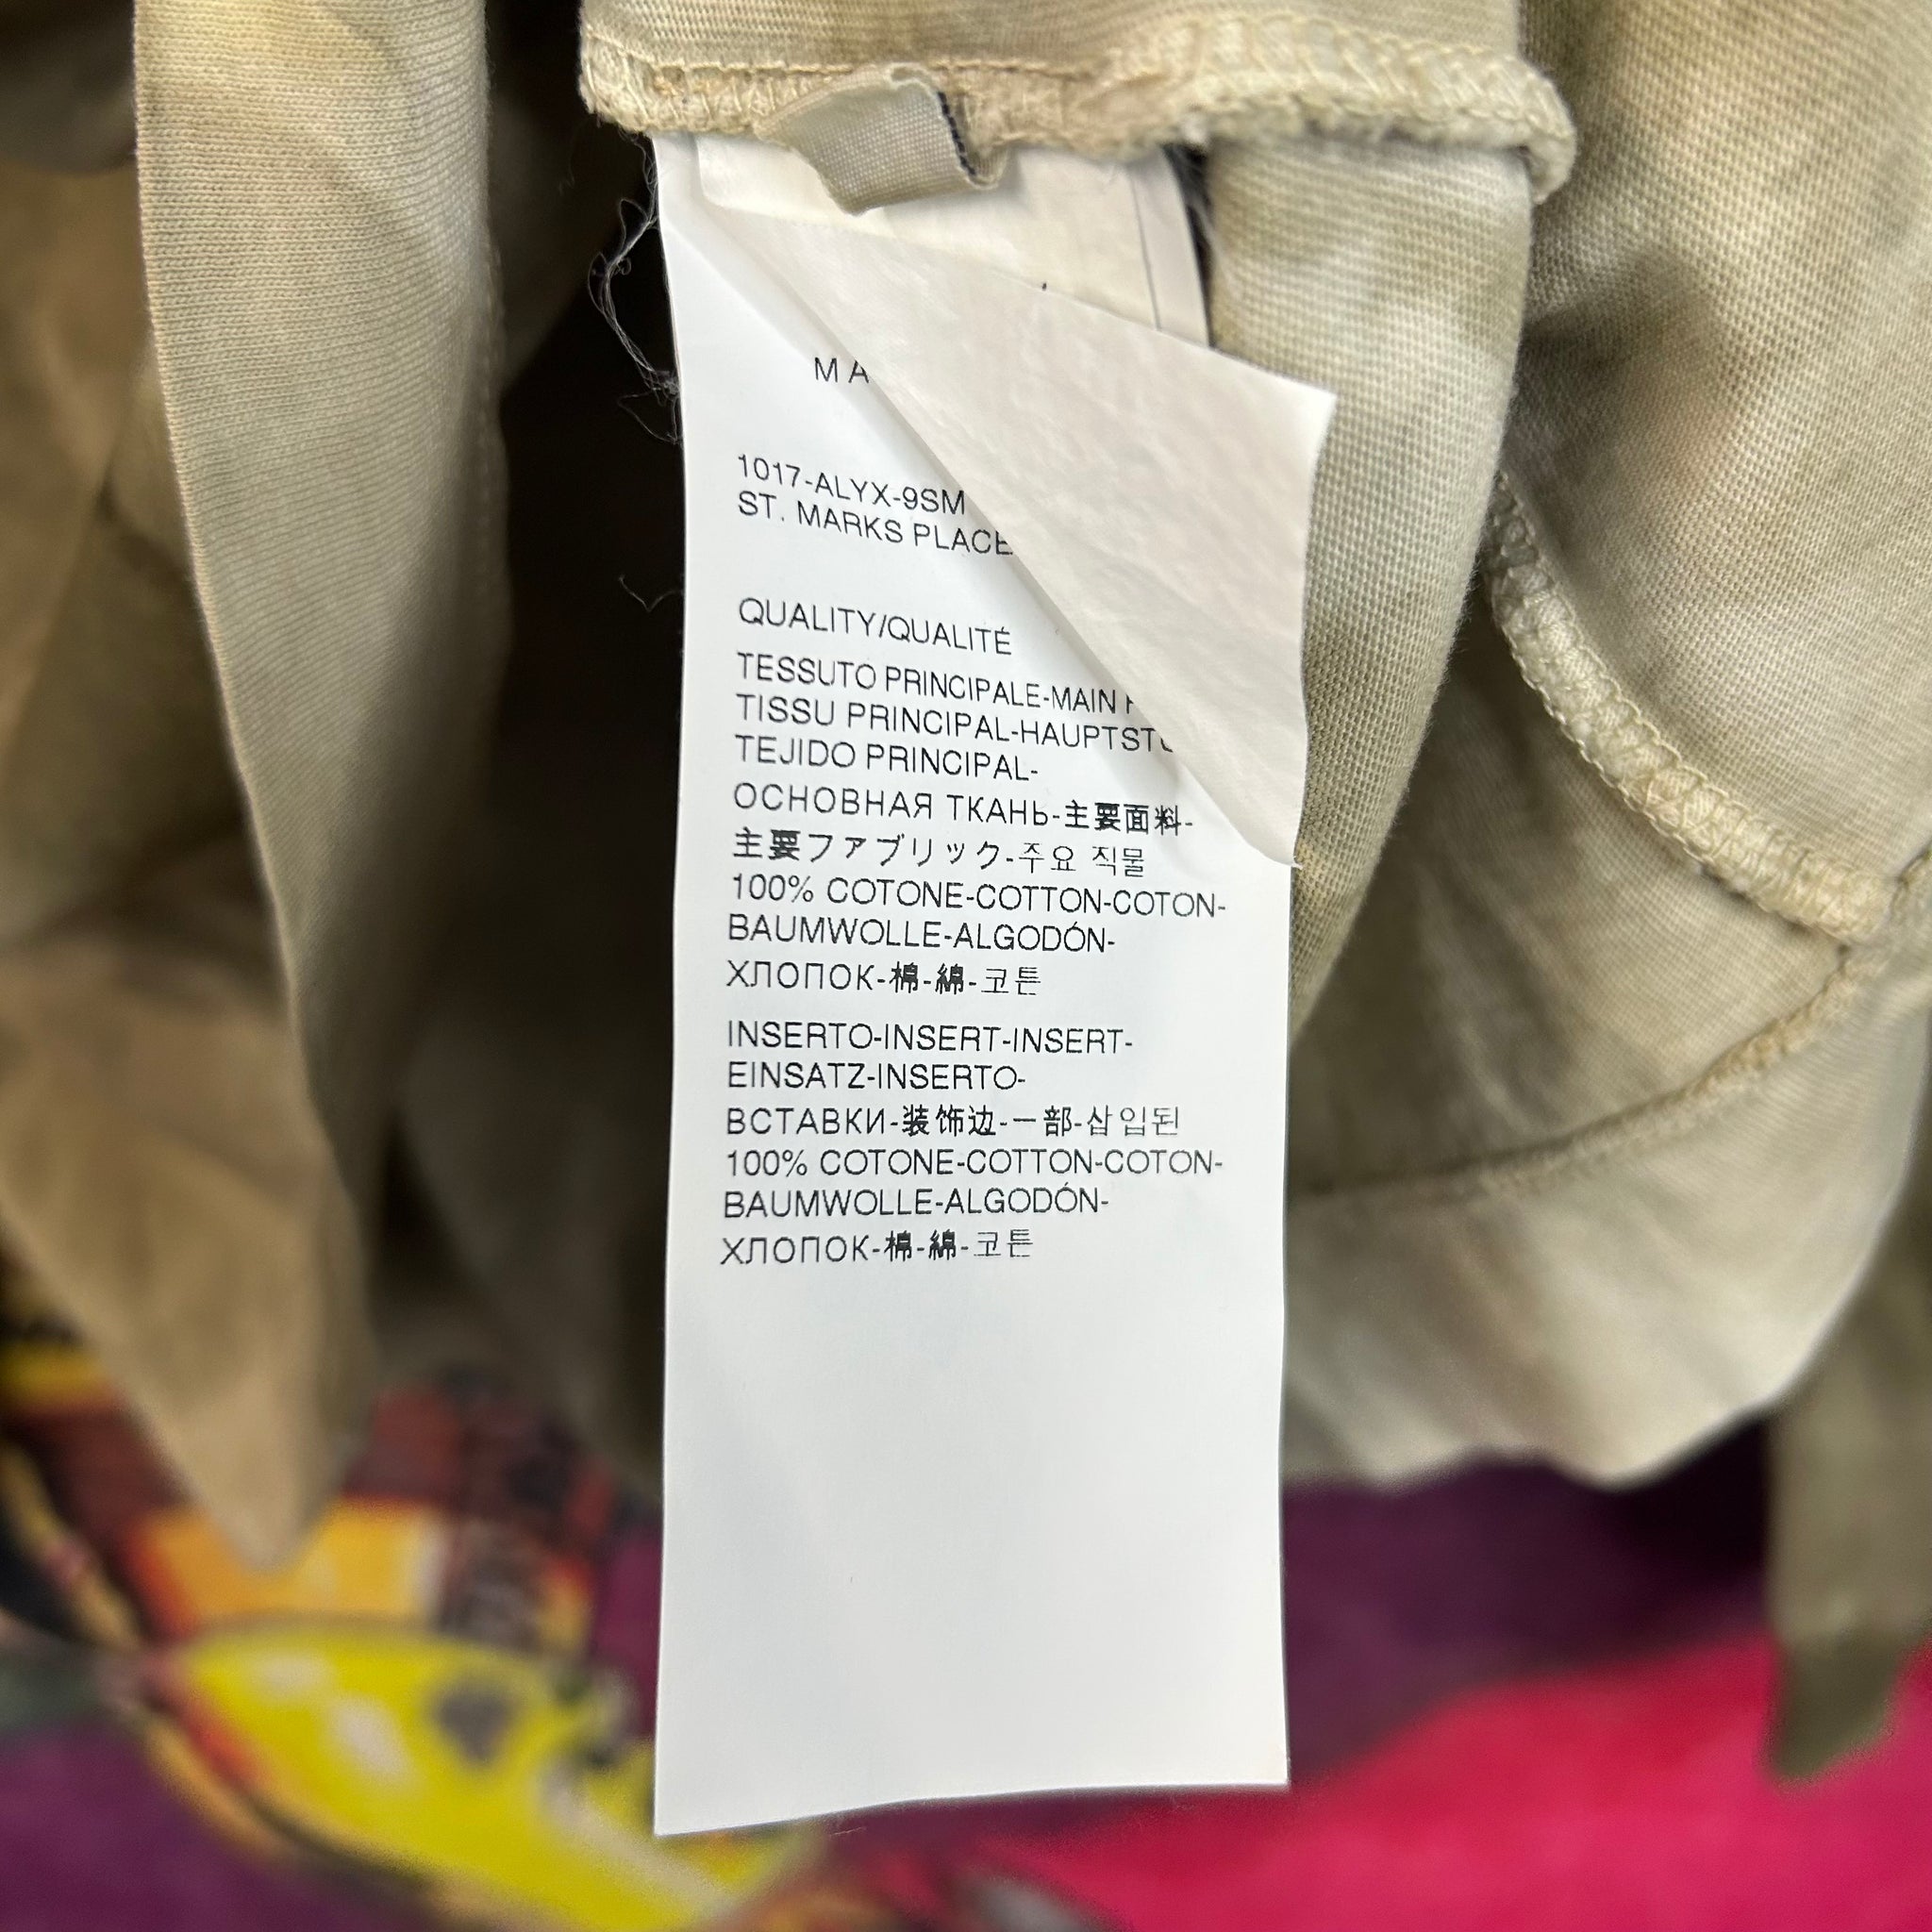 MA
1017-ALYX-9SM
ST. MARKS PLACE
QUALITY/QUALITÉ
TESSUTO PRINCIPALE-MAIN
TISSU PRINCIPAL-HAUPTST
TEJIDO PRINCIPAL-
ОСНОВНАЯ ТКАНЬ-主要面料-
主要ファブリック-주요 직물
100% COTONE-COTTON-COTON-
BAUMWOLLE-ALGODÓN-
ХЛОПОК-棉-綿-코튼
INSERTO-INSERT-INSERT-
EINSATZ-INSERTO-
ВСТАВКИ-装饰边-一部-삽입된
100% COTONE-COTTON-COTON-
BAUMWOLLE-ALGODÓN-
ХЛОПОК-棉-綿-코튼